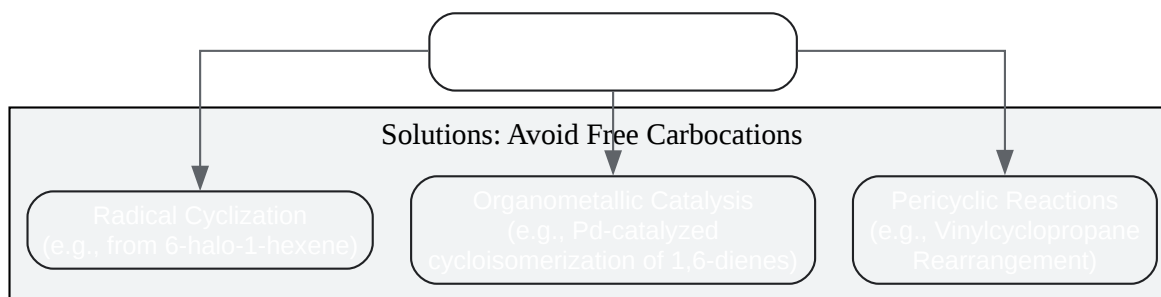 Solutions: Avoid Free Carbocations
Radical Cyclization
(e.g., from 6-halo-1-hexene)
Organometallic Catalysis
(e.g., Pd-catalyzed
cycloisomerization of 1,6-dienes)
Pericyclic Reactions
(e.g., Vinylcyclopropane
Rearrangement)